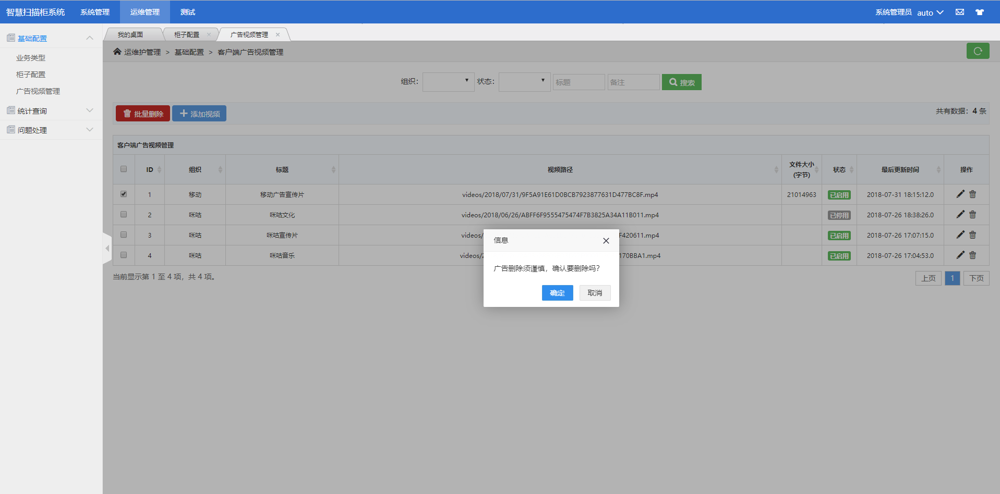 智慧扫描柜系统 系统管理 运维管理 测试 系统管理员 auto
基础配置
业务类型
柜子配置
广告视频管理
统计查询
问题处理
我的桌面 柜子配置 × 广告视频管理 ×
运维护管理 > 基础配置 > 客户端广告视频管理
组织: 状态: 标题 备注 搜索
批量删除 添加视频 共有数据: 4 条
客户端广告视频管理
ID 组织 标题 视频路径 文件大小 状态 最后更新时间 操作
(字节)
1 移动 移动广告宣传片 videos/2018/07/31/9F5A91E61D0BCB7923877631D477BC8F.mp4 21014963 已启用 2018-07-31 18:15:12.0
2 咪咕 咪咕文化 videos/2018/06/26/ABFF6F9555475474F7B3825A34A11B011.mp4 已停用 2018-07-26 18:38:26.0
3 咪咕 咪咕宣传片 videos/ F420611.mp4 已启用 2018-07-26 17:07:15.0
4 咪咕 咪咕音乐 videos/2 170BBA1.mp4 已启用 2018-07-26 17:04:53.0
当前显示第 1 至 4 项，共 4 项。 上页 1 下页
信息
广告删除须谨慎，确认要删除吗?
确定 取消